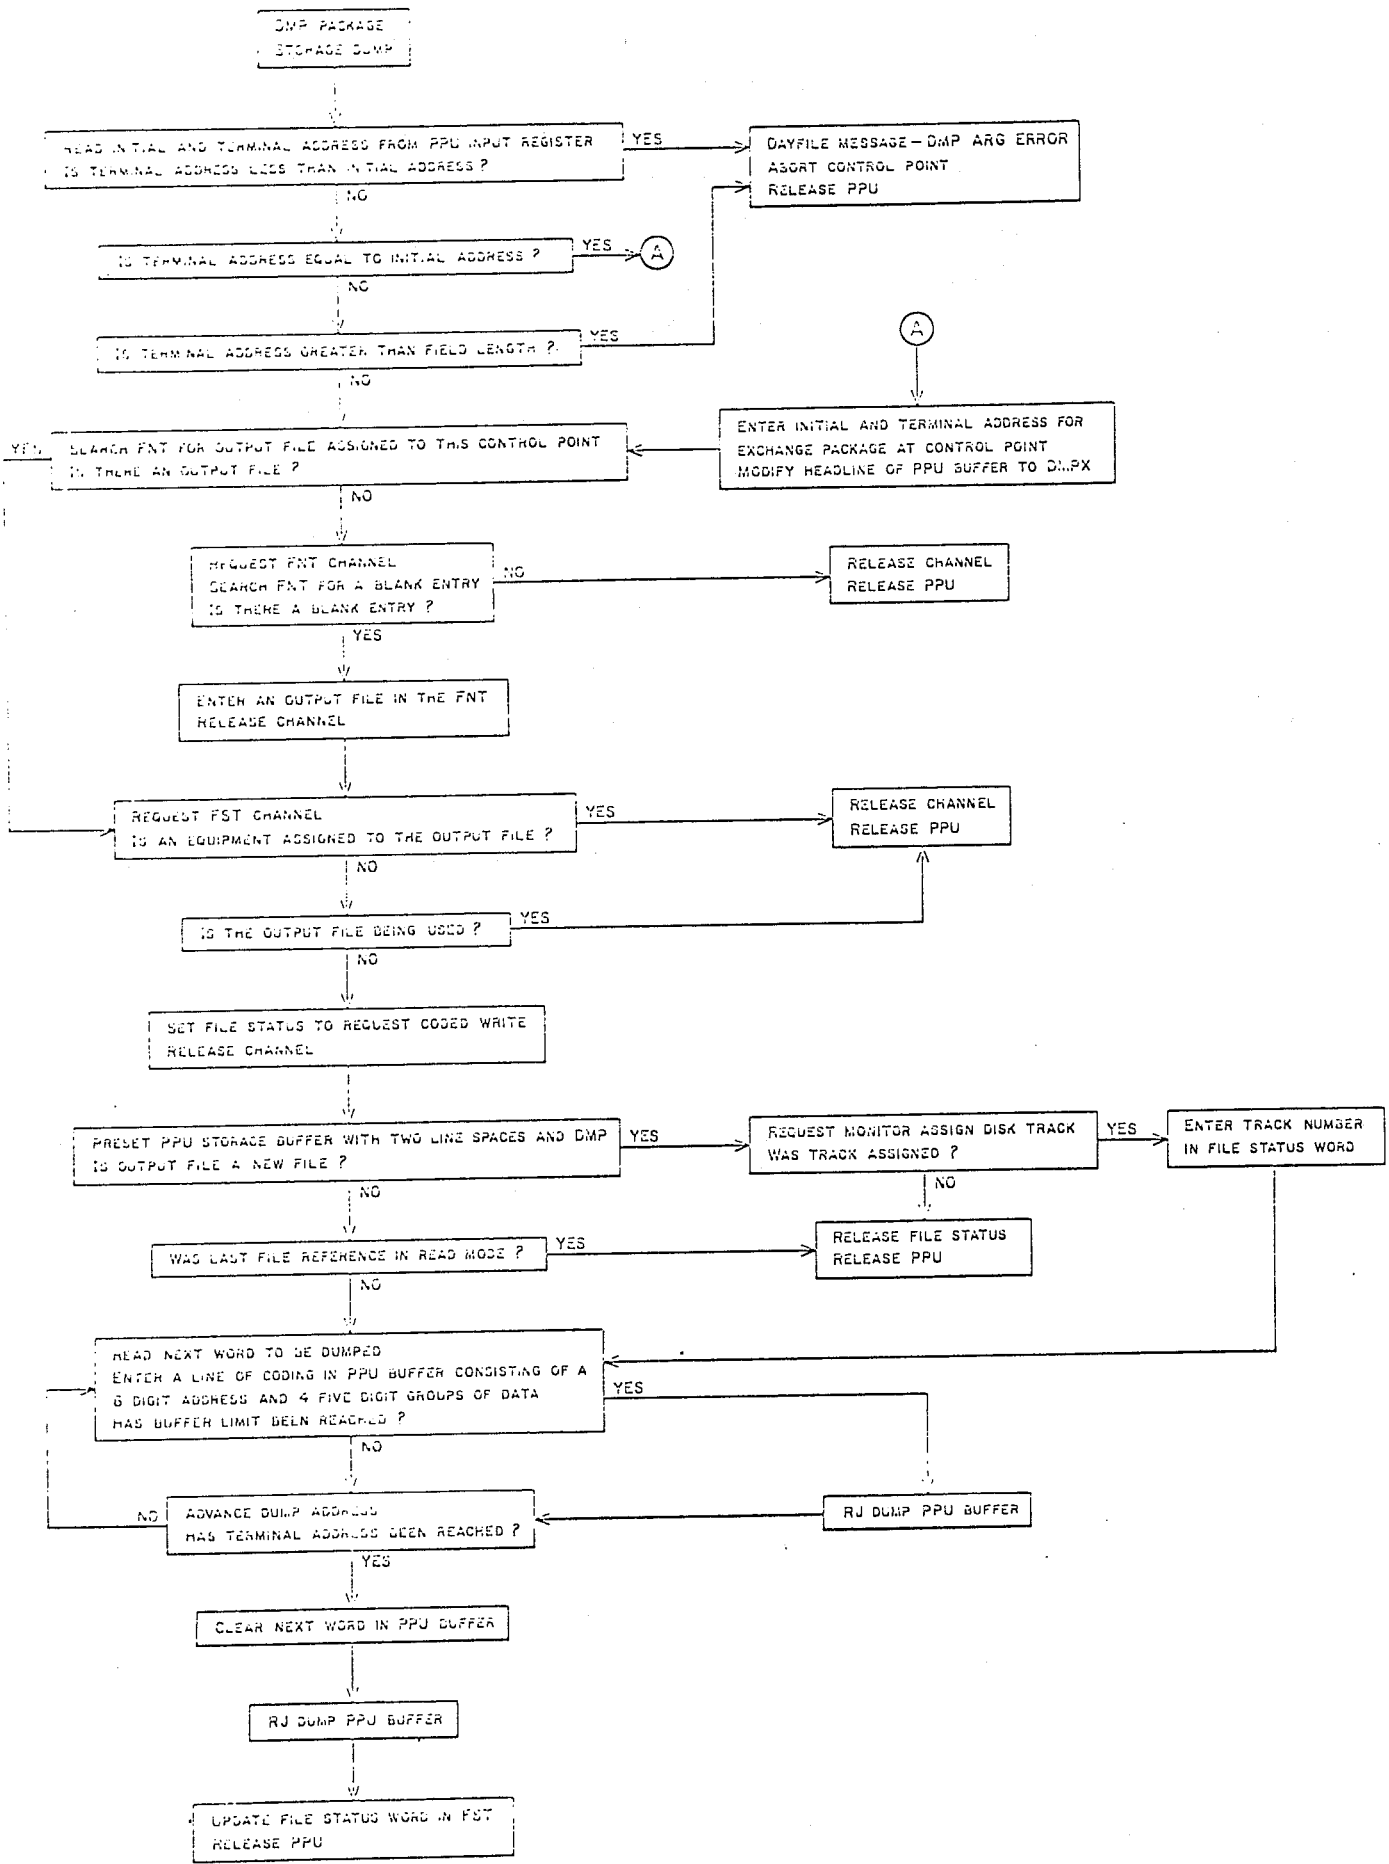 DMP PACKAGE
STORAGE DUMP
READ INITIAL AND TERMINAL ADDRESS FROM PPU INPUT REGISTER
IS TERMINAL ADDRESS LESS THAN INITIAL ADDRESS ?
YES
DAYFILE MESSAGE – DMP ARG ERROR
ABORT CONTROL POINT
RELEASE PPU
NO
IS TERMINAL ADDRESS EQUAL TO INITIAL ADDRESS ?
YES
A
NO
IS TERMINAL ADDRESS GREATER THAN FIELD LENGTH ?
YES
A
NO
SEARCH FNT FOR OUTPUT FILE ASSIGNED TO THIS CONTROL POINT
IS THERE AN OUTPUT FILE ?
YES
ENTER INITIAL AND TERMINAL ADDRESS FOR
EXCHANGE PACKAGE AT CONTROL POINT
MODIFY HEADLINE OF PPU BUFFER TO DMPX
NO
REQUEST FNT CHANNEL
SEARCH FNT FOR A BLANK ENTRY
IS THERE A BLANK ENTRY ?
NO
RELEASE CHANNEL
RELEASE PPU
YES
ENTER AN OUTPUT FILE IN THE FNT
RELEASE CHANNEL
REQUEST FST CHANNEL
IS AN EQUIPMENT ASSIGNED TO THE OUTPUT FILE ?
YES
RELEASE CHANNEL
RELEASE PPU
NO
IS THE OUTPUT FILE BEING USED ?
YES
NO
SET FILE STATUS TO REQUEST CODED WRITE
RELEASE CHANNEL
PRESET PPU STORAGE BUFFER WITH TWO LINE SPACES AND DMP
IS OUTPUT FILE A NEW FILE ?
YES
REQUEST MONITOR ASSIGN DISK TRACK
WAS TRACK ASSIGNED ?
YES
ENTER TRACK NUMBER
IN FILE STATUS WORD
NO
NO
WAS LAST FILE REFERENCE IN READ MODE ?
YES
RELEASE FILE STATUS
RELEASE PPU
NO
READ NEXT WORD TO BE DUMPED
ENTER A LINE OF CODING IN PPU BUFFER CONSISTING OF A
6 DIGIT ADDRESS AND 4 FIVE DIGIT GROUPS OF DATA
HAS BUFFER LIMIT BEEN REACHED ?
YES
NO
NO
ADVANCE DUMP ADDRESS
HAS TERMINAL ADDRESS BEEN REACHED ?
RJ DUMP PPU BUFFER
YES
CLEAR NEXT WORD IN PPU BUFFER
RJ DUMP PPU BUFFER
UPDATE FILE STATUS WORD IN FST
RELEASE PPU